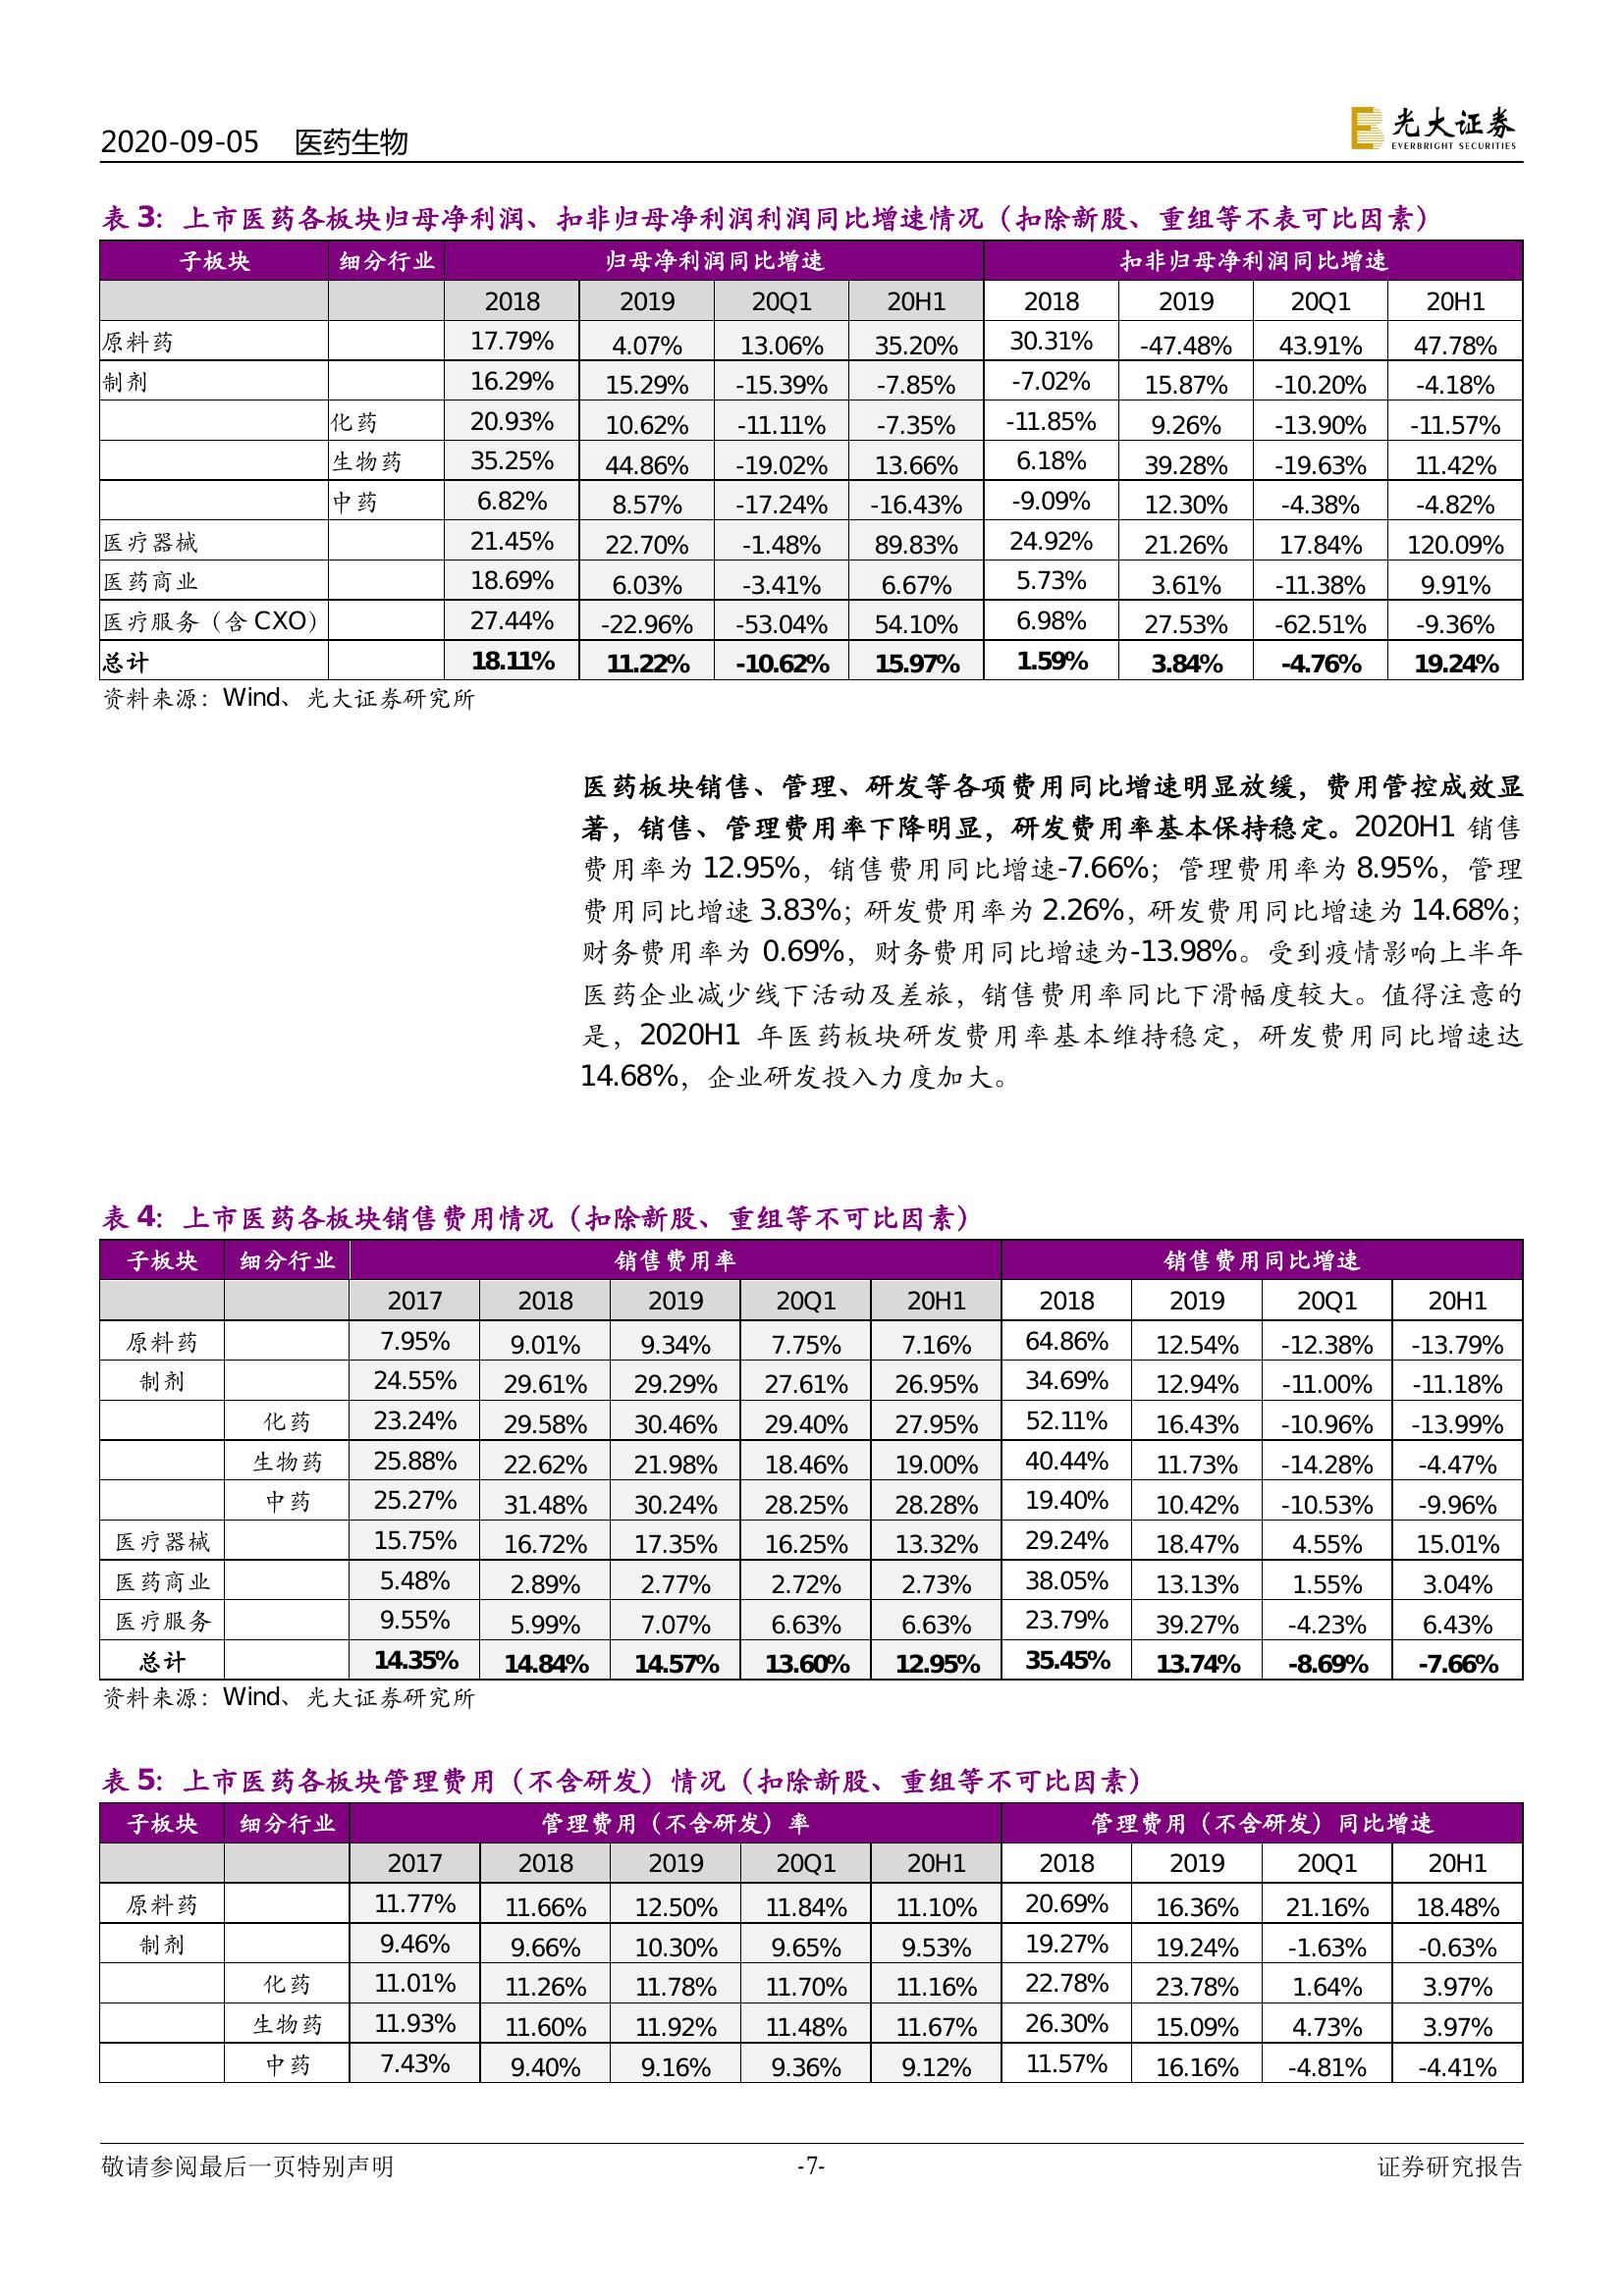 2020-09-05 医药生物
光大证券
EVERBRIGHT SECURITIES
表 3：上市医药各板块归母净利润、扣非归母净利润利润同比增速情况（扣除新股、重组等不表可比因素）
子板块 细分行业 归母净利润同比增速 扣非归母净利润同比增速
2018 2019 20Q1 20H1 2018 2019 20Q1 20H1
原料药 17.79% 4.07% 13.06% 35.20% 30.31% -47.48% 43.91% 47.78%
制剂 16.29% 15.29% -15.39% -7.85% -7.02% 15.87% -10.20% -4.18%
化药 20.93% 10.62% -11.11% -7.35% -11.85% 9.26% -13.90% -11.57%
生物药 35.25% 44.86% -19.02% 13.66% 6.18% 39.28% -19.63% 11.42%
中药 6.82% 8.57% -17.24% -16.43% -9.09% 12.30% -4.38% -4.82%
医疗器械 21.45% 22.70% -1.48% 89.83% 24.92% 21.26% 17.84% 120.09%
医药商业 18.69% 6.03% -3.41% 6.67% 5.73% 3.61% -11.38% 9.91%
医疗服务（含 CXO） 27.44% -22.96% -53.04% 54.10% 6.98% 27.53% -62.51% -9.36%
总计 18.11% 11.22% -10.62% 15.97% 1.59% 3.84% -4.76% 19.24%
资料来源：Wind、光大证券研究所
医药板块销售、管理、研发等各项费用同比增速明显放缓，费用管控成效显
著，销售、管理费用率下降明显，研发费用率基本保持稳定。2020H1 销售
费用率为 12.95%，销售费用同比增速-7.66%；管理费用率为 8.95%，管理
费用同比增速 3.83%；研发费用率为 2.26%，研发费用同比增速为 14.68%；
财务费用率为 0.69%，财务费用同比增速为-13.98%。受到疫情影响上半年
医药企业减少线下活动及差旅，销售费用率同比下滑幅度较大。值得注意的
是，2020H1 年医药板块研发费用率基本维持稳定，研发费用同比增速达
14.68%，企业研发投入力度加大。
表 4：上市医药各板块销售费用情况（扣除新股、重组等不可比因素）
子板块 细分行业 销售费用率 销售费用同比增速
2017 2018 2019 20Q1 20H1 2018 2019 20Q1 20H1
原料药 7.95% 9.01% 9.34% 7.75% 7.16% 64.86% 12.54% -12.38% -13.79%
制剂 24.55% 29.61% 29.29% 27.61% 26.95% 34.69% 12.94% -11.00% -11.18%
化药 23.24% 29.58% 30.46% 29.40% 27.95% 52.11% 16.43% -10.96% -13.99%
生物药 25.88% 22.62% 21.98% 18.46% 19.00% 40.44% 11.73% -14.28% -4.47%
中药 25.27% 31.48% 30.24% 28.25% 28.28% 19.40% 10.42% -10.53% -9.96%
医疗器械 15.75% 16.72% 17.35% 16.25% 13.32% 29.24% 18.47% 4.55% 15.01%
医药商业 5.48% 2.89% 2.77% 2.72% 2.73% 38.05% 13.13% 1.55% 3.04%
医疗服务 9.55% 5.99% 7.07% 6.63% 6.63% 23.79% 39.27% -4.23% 6.43%
总计 14.35% 14.84% 14.57% 13.60% 12.95% 35.45% 13.74% -8.69% -7.66%
资料来源：Wind、光大证券研究所
表 5：上市医药各板块管理费用（不含研发）情况（扣除新股、重组等不可比因素）
子板块 细分行业 管理费用（不含研发）率 管理费用（不含研发）同比增速
2017 2018 2019 20Q1 20H1 2018 2019 20Q1 20H1
原料药 11.77% 11.66% 12.50% 11.84% 11.10% 20.69% 16.36% 21.16% 18.48%
制剂 9.46% 9.66% 10.30% 9.65% 9.53% 19.27% 19.24% -1.63% -0.63%
化药 11.01% 11.26% 11.78% 11.70% 11.16% 22.78% 23.78% 1.64% 3.97%
生物药 11.93% 11.60% 11.92% 11.48% 11.67% 26.30% 15.09% 4.73% 3.97%
中药 7.43% 9.40% 9.16% 9.36% 9.12% 11.57% 16.16% -4.81% -4.41%
敬请参阅最后一页特别声明 -7- 证券研究报告